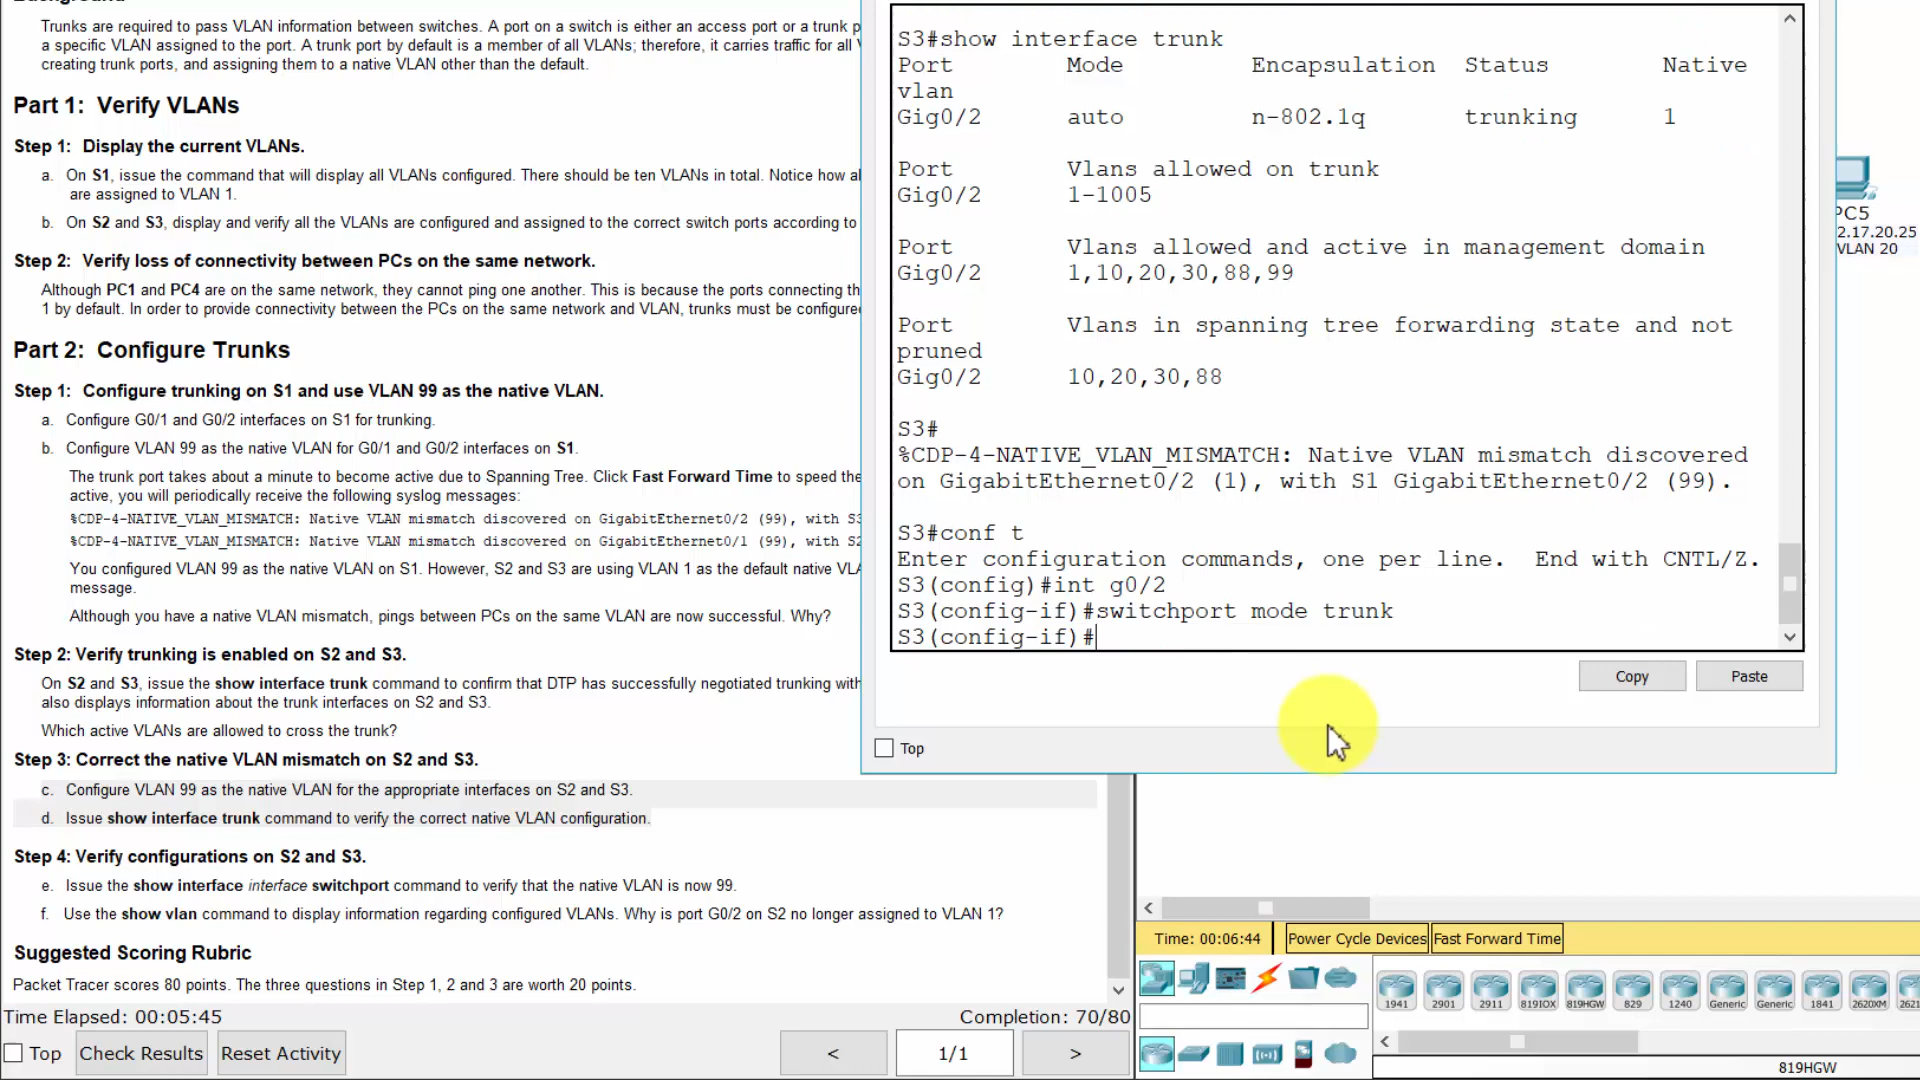 Background
Trunks are required to pass VLAN information between switches. A port on a switch is either an access port or a trunk p
a specific VLAN assigned to the port. A trunk port by default is a member of all VLANs; therefore, it carries traffic for all V
creating trunk ports, and assigning them to a native VLAN other than the default.
Part 1: Verify VLANs
Step 1: Display the current VLANs.
a. On S1, issue the command that will display all VLANs configured. There should be ten VLANs in total. Notice how al
are assigned to VLAN 1.
b. On S2 and S3, display and verify all the VLANs are configured and assigned to the correct switch ports according to
Step 2: Verify loss of connectivity between PCs on the same network.
Although PC1 and PC4 are on the same network, they cannot ping one another. This is because the ports connecting th
1 by default. In order to provide connectivity between the PCs on the same network and VLAN, trunks must be configured
Part 2: Configure Trunks
Step 1: Configure trunking on S1 and use VLAN 99 as the native VLAN.
a. Configure G0/1 and G0/2 interfaces on S1 for trunking.
b. Configure VLAN 99 as the native VLAN for G0/1 and G0/2 interfaces on S1.
The trunk port takes about a minute to become active due to Spanning Tree. Click Fast Forward Time to speed the
active, you will periodically receive the following syslog messages:
%CDP-4-NATIVE_VLAN_MISMATCH: Native VLAN mismatch discovered on GigabitEthernet0/2 (99), with S3
%CDP-4-NATIVE_VLAN_MISMATCH: Native VLAN mismatch discovered on GigabitEthernet0/1 (99), with S2
You configured VLAN 99 as the native VLAN on S1. However, S2 and S3 are using VLAN 1 as the default native VLA
message.
Although you have a native VLAN mismatch, pings between PCs on the same VLAN are now successful. Why?
Step 2: Verify trunking is enabled on S2 and S3.
On S2 and S3, issue the show interface trunk command to confirm that DTP has successfully negotiated trunking with
also displays information about the trunk interfaces on S2 and S3.
Which active VLANs are allowed to cross the trunk?
Step 3: Correct the native VLAN mismatch on S2 and S3.
c. Configure VLAN 99 as the native VLAN for the appropriate interfaces on S2 and S3.
d. Issue show interface trunk command to verify the correct native VLAN configuration.
Step 4: Verify configurations on S2 and S3.
e. Issue the show interface interface switchport command to verify that the native VLAN is now 99.
f. Use the show vlan command to display information regarding configured VLANs. Why is port G0/2 on S2 no longer assigned to VLAN 1?
Suggested Scoring Rubric
Packet Tracer scores 80 points. The three questions in Step 1, 2 and 3 are worth 20 points.
Time Elapsed: 00:05:45
Completion: 70/80
Top
Check Results
Reset Activity
<
1/1
>
S3#show interface trunk
Port Mode Encapsulation Status Native
vlan
Gig0/2 auto n-802.1q trunking 1
Port Vlans allowed on trunk
Gig0/2 1-1005
Port Vlans allowed and active in management domain
Gig0/2 1,10,20,30,88,99
Port Vlans in spanning tree forwarding state and not
pruned
Gig0/2 10,20,30,88
S3#
%CDP-4-NATIVE_VLAN_MISMATCH: Native VLAN mismatch discovered
on GigabitEthernet0/2 (1), with S1 GigabitEthernet0/2 (99).
S3#conf t
Enter configuration commands, one per line. End with CNTL/Z.
S3(config)#int g0/2
S3(config-if)#switchport mode trunk
S3(config-if)#
Copy
Paste
Top
PC5
2.17.20.25
VLAN 20
Time: 00:06:44
Power Cycle Devices
Fast Forward Time
1941
2901
2911
819IOX
819HGW
829
1240
Generic
Generic
1841
2620XM
2621
819HGW